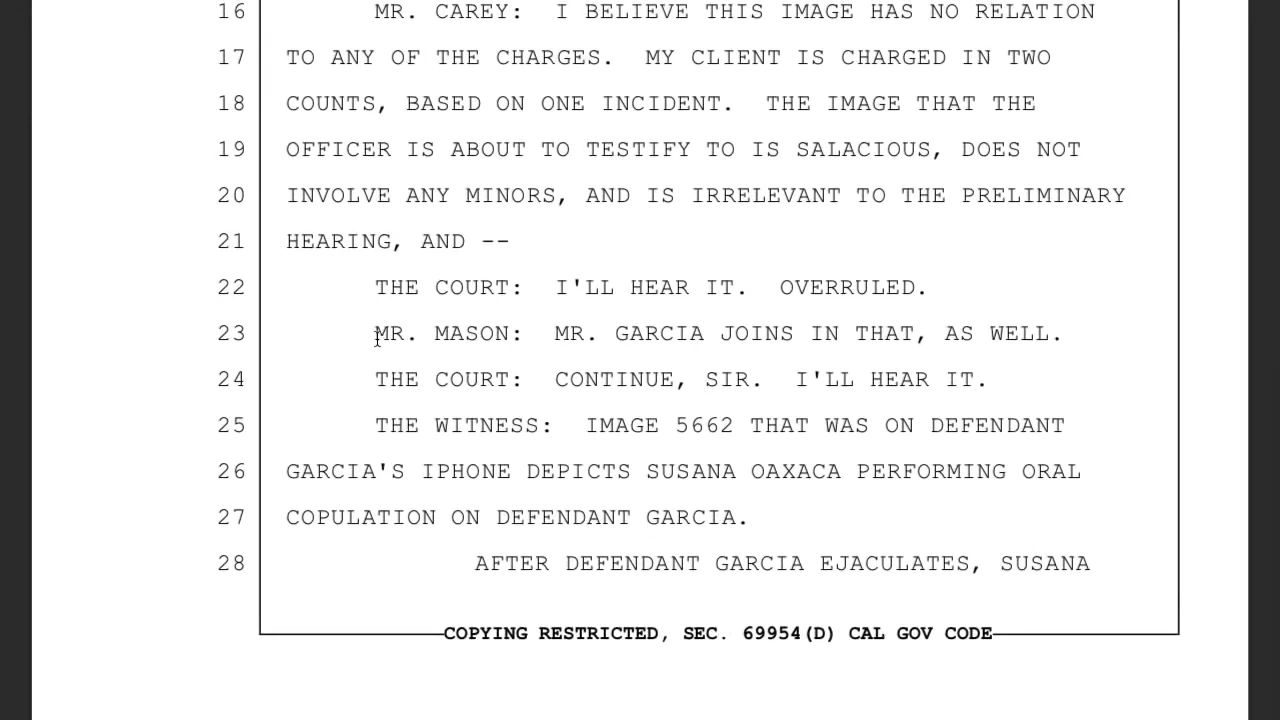 16 MR. CAREY: I BELIEVE THIS IMAGE HAS NO RELATION
17 TO ANY OF THE CHARGES. MY CLIENT IS CHARGED IN TWO
18 COUNTS, BASED ON ONE INCIDENT. THE IMAGE THAT THE
19 OFFICER IS ABOUT TO TESTIFY TO IS SALACIOUS, DOES NOT
20 INVOLVE ANY MINORS, AND IS IRRELEVANT TO THE PRELIMINARY
21 HEARING, AND --
22 THE COURT: I'LL HEAR IT. OVERRULED.
23 MR. MASON: MR. GARCIA JOINS IN THAT, AS WELL.
24 THE COURT: CONTINUE, SIR. I'LL HEAR IT.
25 THE WITNESS: IMAGE 5662 THAT WAS ON DEFENDANT
26 GARCIA'S IPHONE DEPICTS SUSANA OAXACA PERFORMING ORAL
27 COPULATION ON DEFENDANT GARCIA.
28 AFTER DEFENDANT GARCIA EJACULATES, SUSANA
COPYING RESTRICTED, SEC. 69954(D) CAL GOV CODE